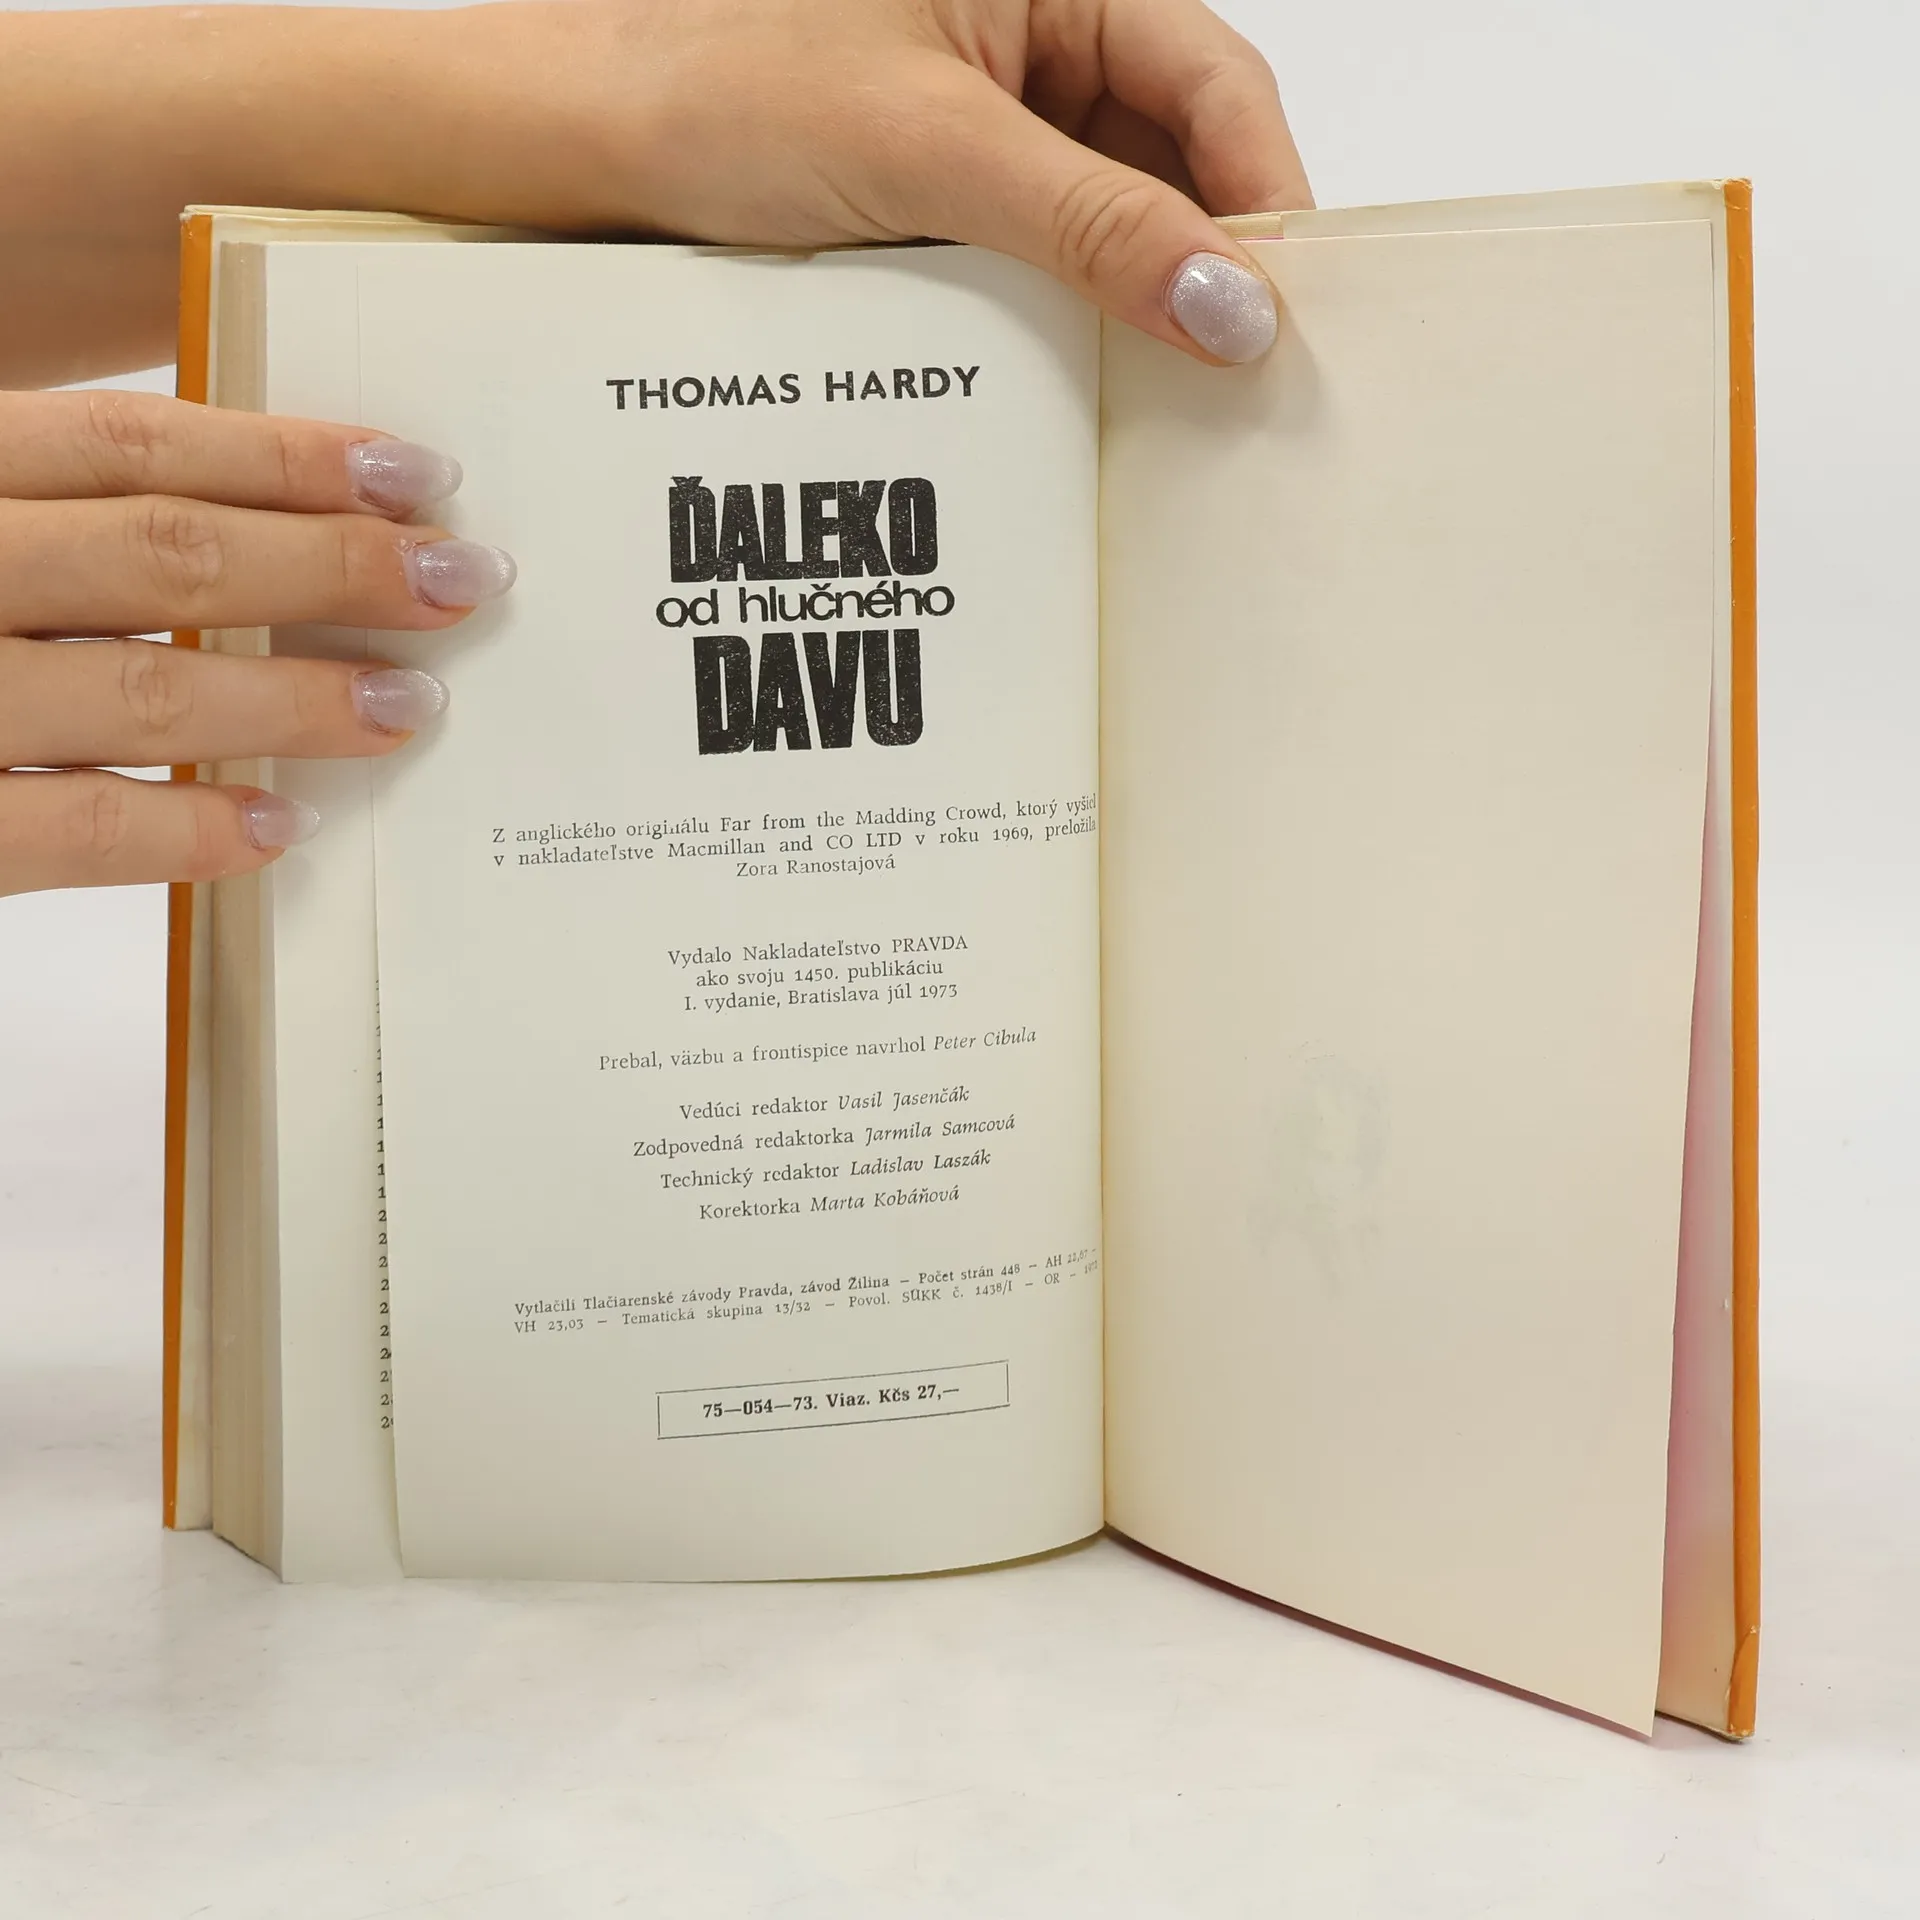 THOMAS HARDY
ĎALEKO
od hlučného
DAVU
Z anglického originálu Far from the Madding Crowd, ktorý vyšiel
v nakladateľstve Macmillan and CO LTD v roku 1969, preložila
Zora Ranostajová
Vydalo Nakladateľstvo PRAVDA
ako svoju 1450. publikáciu
I. vydanie, Bratislava júl 1973
Prebal, väzbu a frontispice navrhol Peter Cibula
Vedúci redaktor Vasil Jasenčák
Zodpovedná redaktorka Jarmila Samcová
Technický redaktor Ladislav Laszák
Korektorka Marta Kobáňová
Vytlačili Tlačiarenské závody Pravda, závod Žilina — Počet strán 448 — AH 22,67 —
VH 23,03 — Tematická skupina 13/32 — Povol. SÚKK č. 1438/I — OR —
75—054—73. Viaz. Kčs 27,—